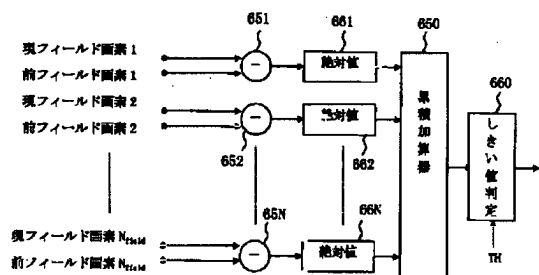 651
661
650
現フィールド画素 1
前フィールド画素 1
−
絶対値
現フィールド画素 2
前フィールド画素 2
−
絶対値
652
662
累積加算器
660
しきい値判定
65N
66N
現フィールド画素 Nfield
前フィールド画素 Nfield
−
絶対値
TH